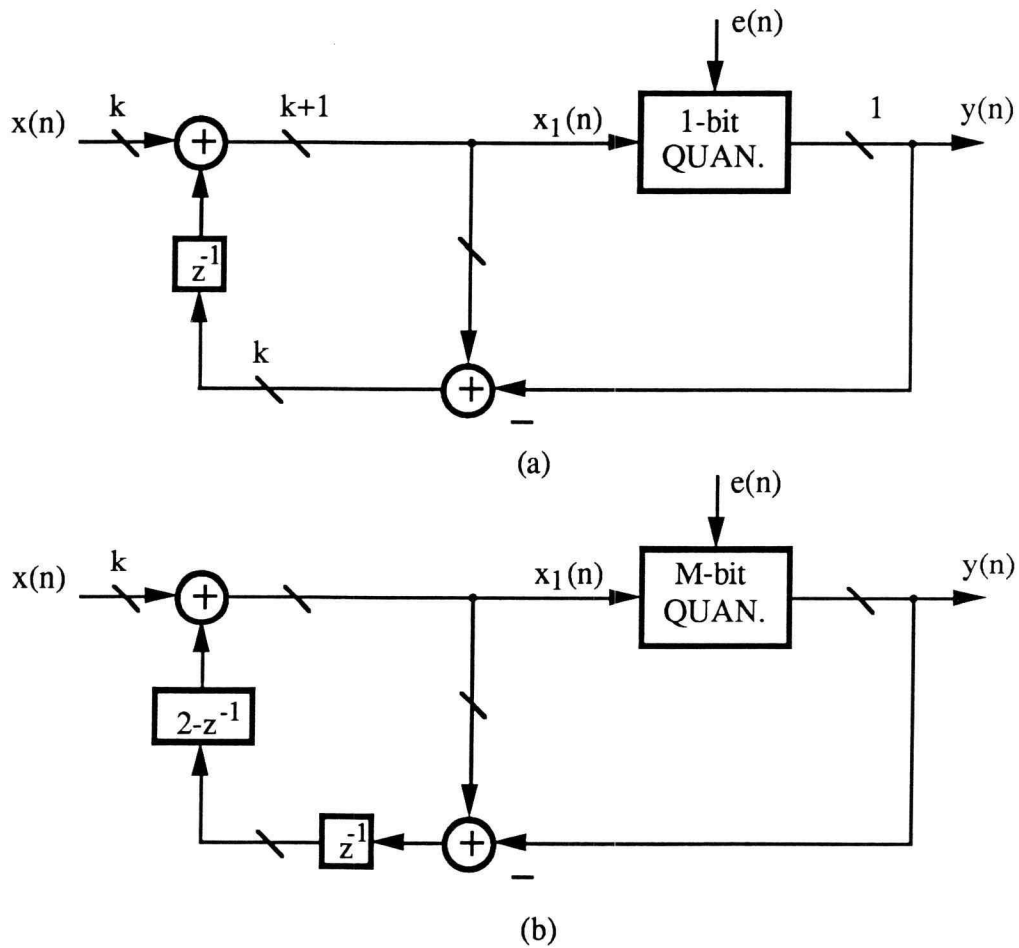 e(n)
x(n)
k
k+1
x₁(n)
1-bit
QUAN.
1
y(n)
+
z⁻¹
k
+
−
(a)
e(n)
x(n)
k
x₁(n)
M-bit
QUAN.
y(n)
+
2-z⁻¹
z⁻¹
+
−
(b)